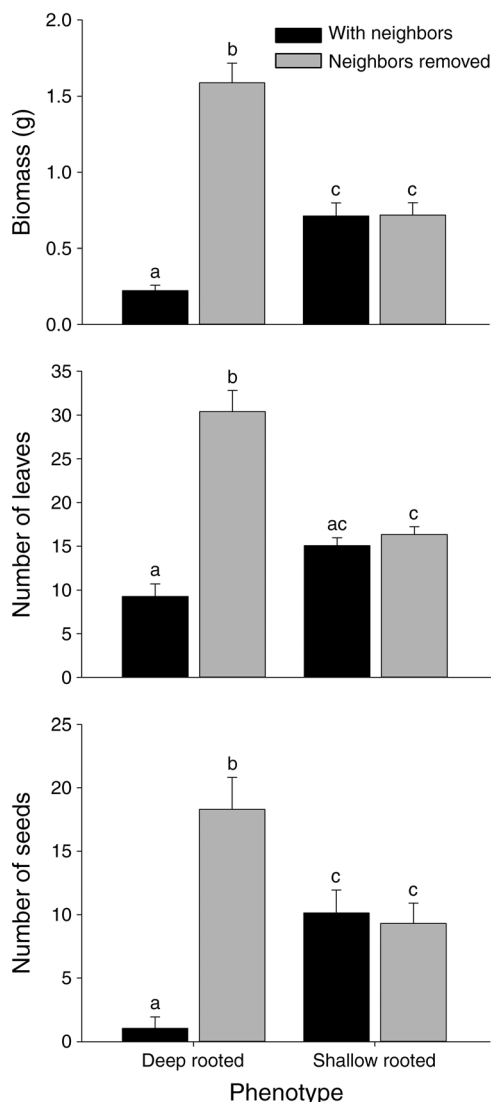 With neighbors
Neighbors removed
Biomass (g)
2.0
1.5
1.0
0.5
0.0
a
b
c
c
Number of leaves
35
30
25
20
15
10
5
0
a
b
ac
c
Number of seeds
25
20
15
10
5
0
a
b
c
c
Deep rooted Shallow rooted
Phenotype